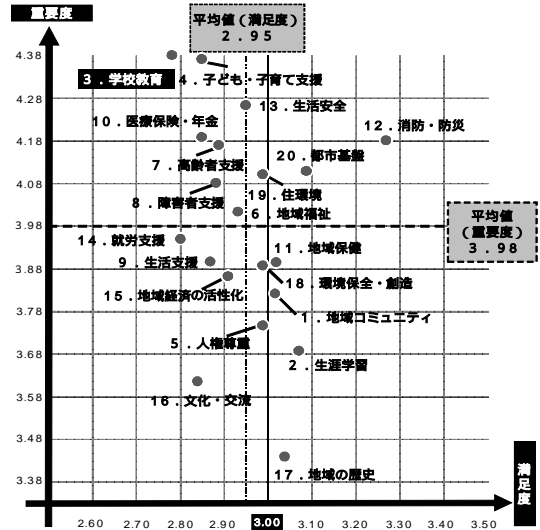 重要度
平均値（満足度）
２．９５
4.38
３．学校教育
４．子ども・子育て支援
4.28
１３．生活安全
１０．医療保険・年金
１２．消防・防災
4.18
７．高齢者支援
２０．都市基盤
4.08
８．障害者支援
１９．住環境
６．地域福祉
3.98
平均値
（重要度）
３．９８
１４．就労支援
１１．地域保健
3.88
９．生活支援
１８．環境保全・創造
１５．地域経済の活性化
3.78
１．地域コミュニティ
５．人権尊重
3.68
２．生涯学習
3.58
１６．文化・交流
3.48
１７．地域の歴史
3.38
満足度
2.60 2.70 2.80 2.90 3.00 3.10 3.20 3.30 3.40 3.50